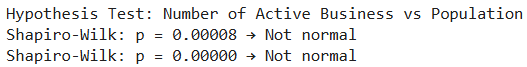 Hypothesis Test: Number of Active Business vs Population
Shapiro-Wilk: p = 0.00008 → Not normal
Shapiro-Wilk: p = 0.00000 → Not normal